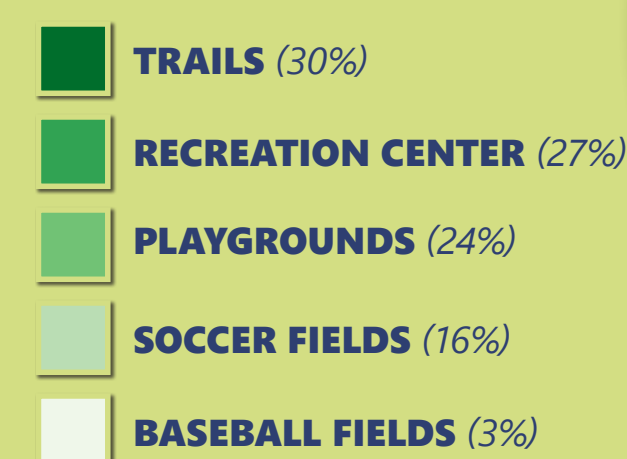 TRAILS (30%)
RECREATION CENTER (27%)
PLAYGROUNDS (24%)
SOCCER FIELDS (16%)
BASEBALL FIELDS (3%)